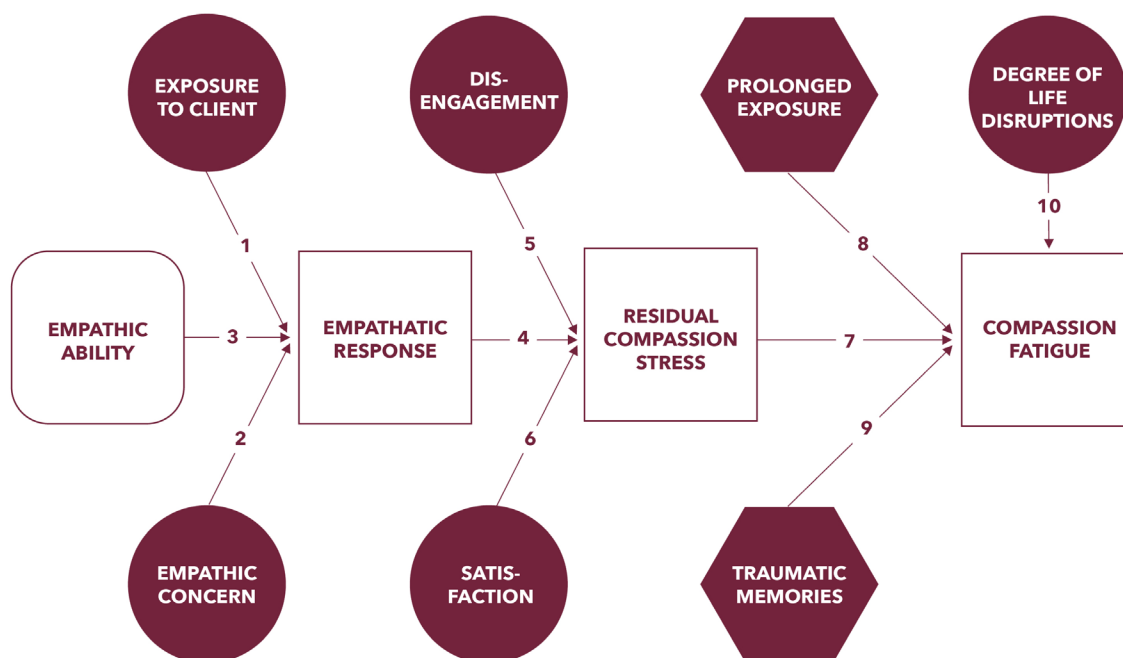 EXPOSURE
TO CLIENT
DIS-
ENGAGEMENT
PROLONGED
EXPOSURE
DEGREE OF
LIFE
DISRUPTIONS
10
1
5
8
EMPATHIC
ABILITY
3
EMPATHATIC
RESPONSE
4
RESIDUAL
COMPASSION
STRESS
7
COMPASSION
FATIGUE
2
6
9
EMPATHIC
CONCERN
SATIS-
FACTION
TRAUMATIC
MEMORIES